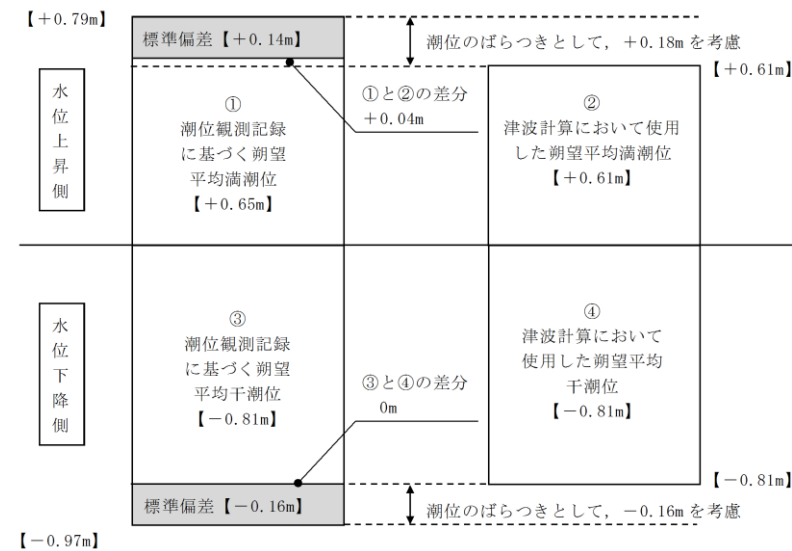 【＋0.79m】
標準偏差【＋0.14m】
潮位のばらつきとして，＋0.18m を考慮
【＋0.61m】
水位上昇側
①
潮位観測記録
に基づく朔望
平均満潮位
【＋0.65m】
①と②の差分
＋0.04m
②
津波計算において使用
した朔望平均満潮位
【＋0.61m】
水位下降側
③
潮位観測記録
に基づく朔望
平均干潮位
【－0.81m】
③と④の差分
0m
④
津波計算において
使用した朔望平均
干潮位
【－0.81m】
【－0.81m】
標準偏差【－0.16m】
潮位のばらつきとして，－0.16m を考慮
【－0.97m】